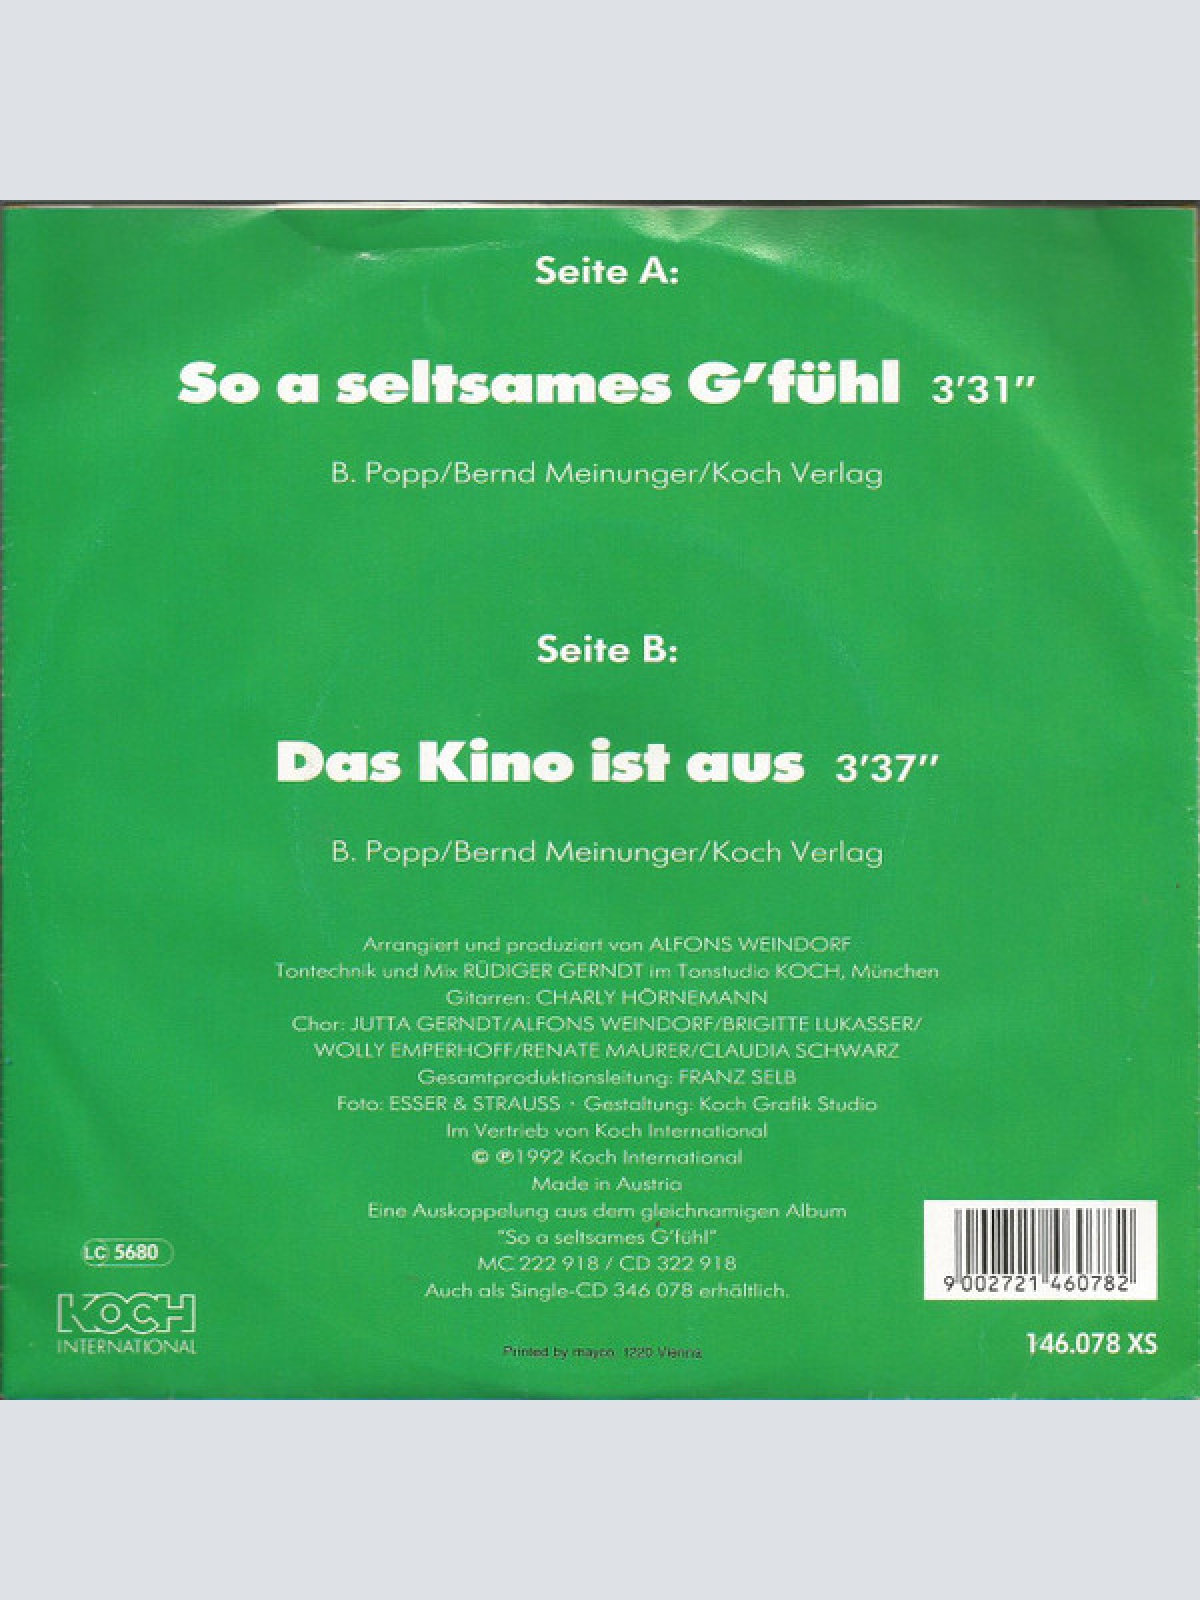 Seite A:
So a seltsames G'fühl 3'31"
B. Popp/Bernd Meinunger/Koch Verlag
Seite B:
Das Kino ist aus 3'37"
B. Popp/Bernd Meinunger/Koch Verlag
Arrangiert und produziert von ALFONS WEINDORF
Tontechnik und Mix RÜDIGER GERNDT im Tonstudio KOCH, München
Gitarren: CHARLY HÖRNEMANN
Chor: JUTTA GERNDT/ALFONS WEINDORF/BRIGITTE LUKASSER/
WOLLY EMPERHOFF/RENATE MAURER/CLAUDIA SCHWARZ
Gesamtproduktionsleitung: FRANZ SELB
Foto: ESSER & STRAUSS · Gestaltung: Koch Grafik Studio
Im Vertrieb von Koch International
© ℗1992 Koch International
Made in Austria
Eine Auskoppelung aus dem gleichnamigen Album
"So a seltsames G'fühl"
MC 222 918 / CD 322 918
Auch als Single-CD 346 078 erhältlich.
Printed by mayco, 1220 Vienna
LC 5680
KOCH
INTERNATIONAL
9 002721 460782
146.078 XS